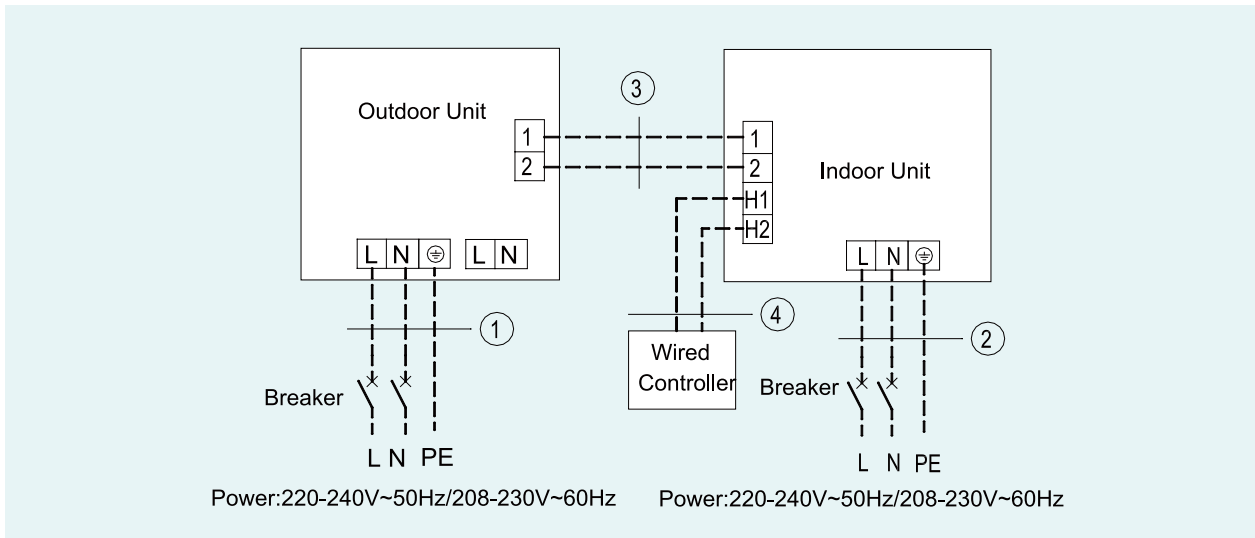 Outdoor Unit
1
2
L N
L N
3
1
2
H1
H2
Indoor Unit
L N
1
Breaker
L N PE
Power:220-240V~50Hz/208-230V~60Hz
4
Wired
Controller
2
Breaker
L N PE
Power:220-240V~50Hz/208-230V~60Hz